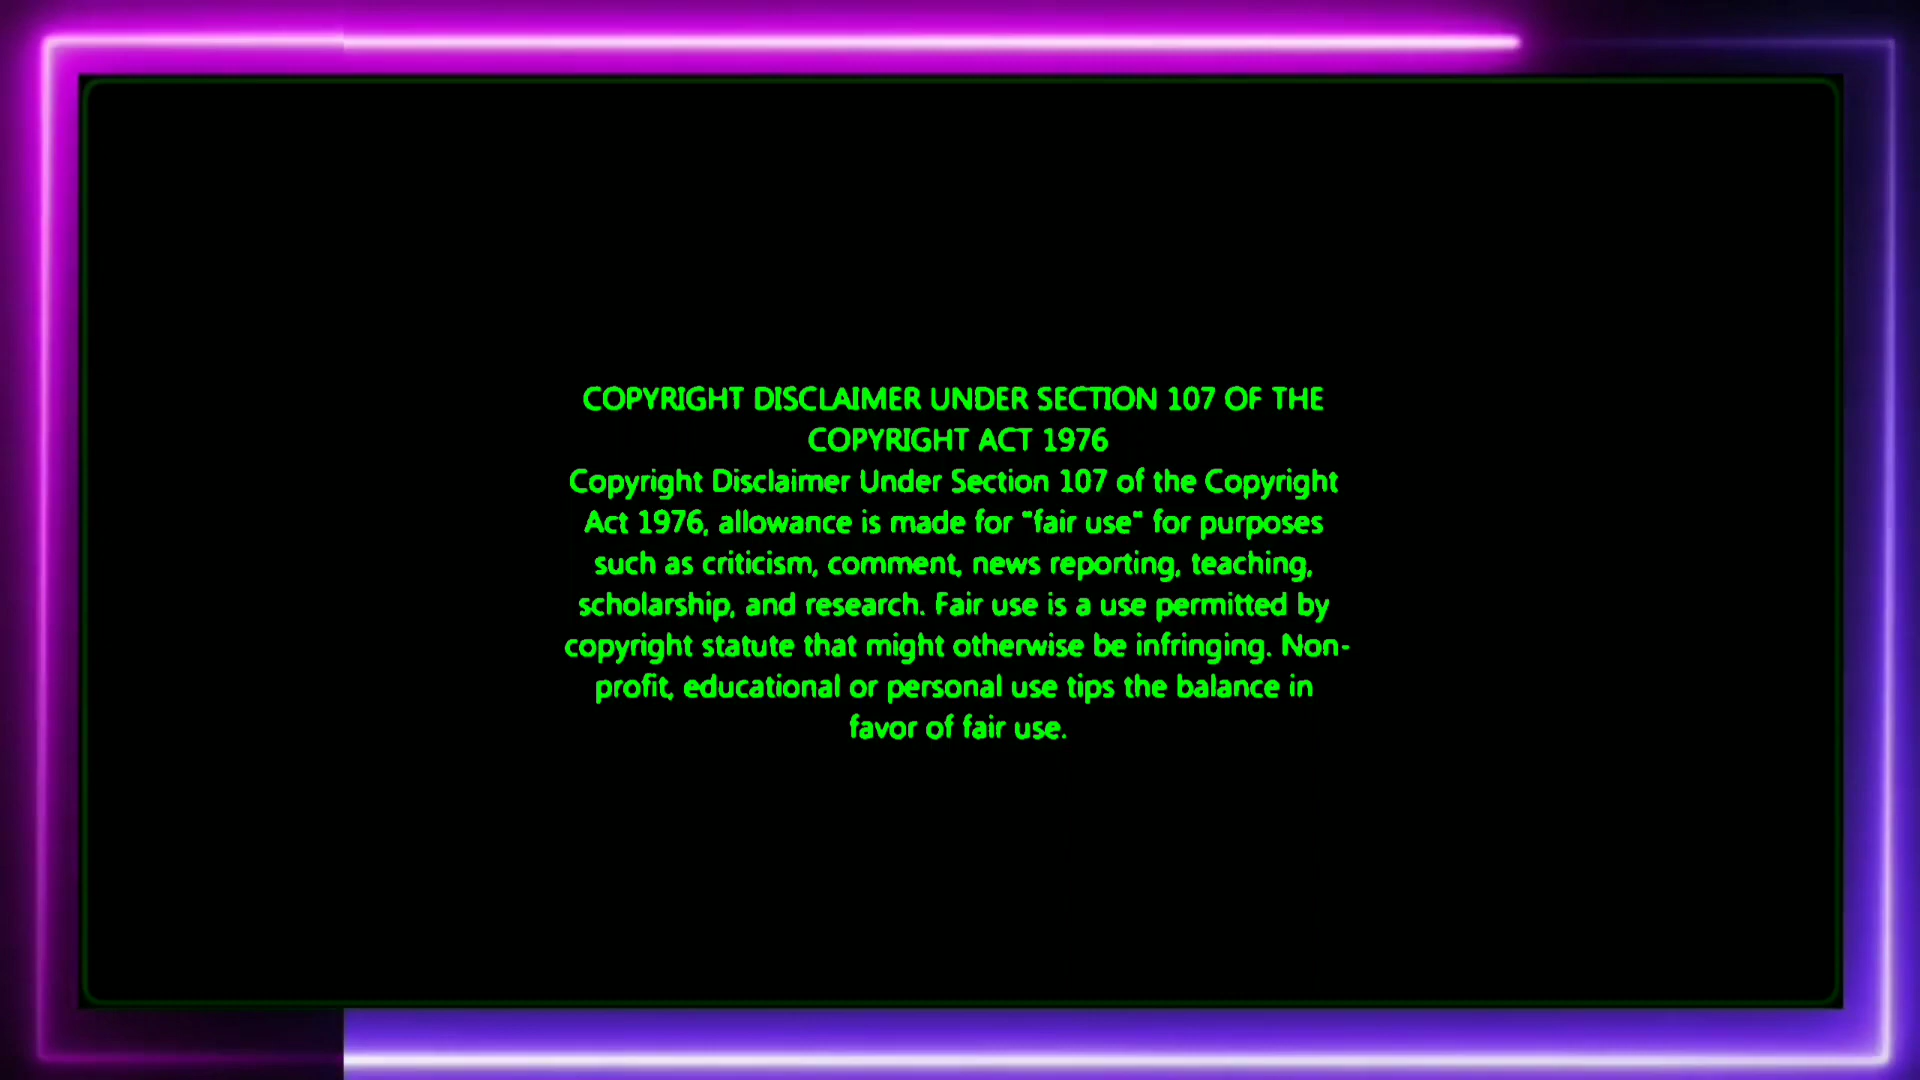 COPYRIGHT DISCLAIMER UNDER SECTION 107 OF THE
COPYRIGHT ACT 1976
Copyright Disclaimer Under Section 107 of the Copyright
Act 1976, allowance is made for "fair use" for purposes
such as criticism, comment, news reporting, teaching,
scholarship, and research. Fair use is a use permitted by
copyright statute that might otherwise be infringing. Non-
profit, educational or personal use tips the balance in
favor of fair use.